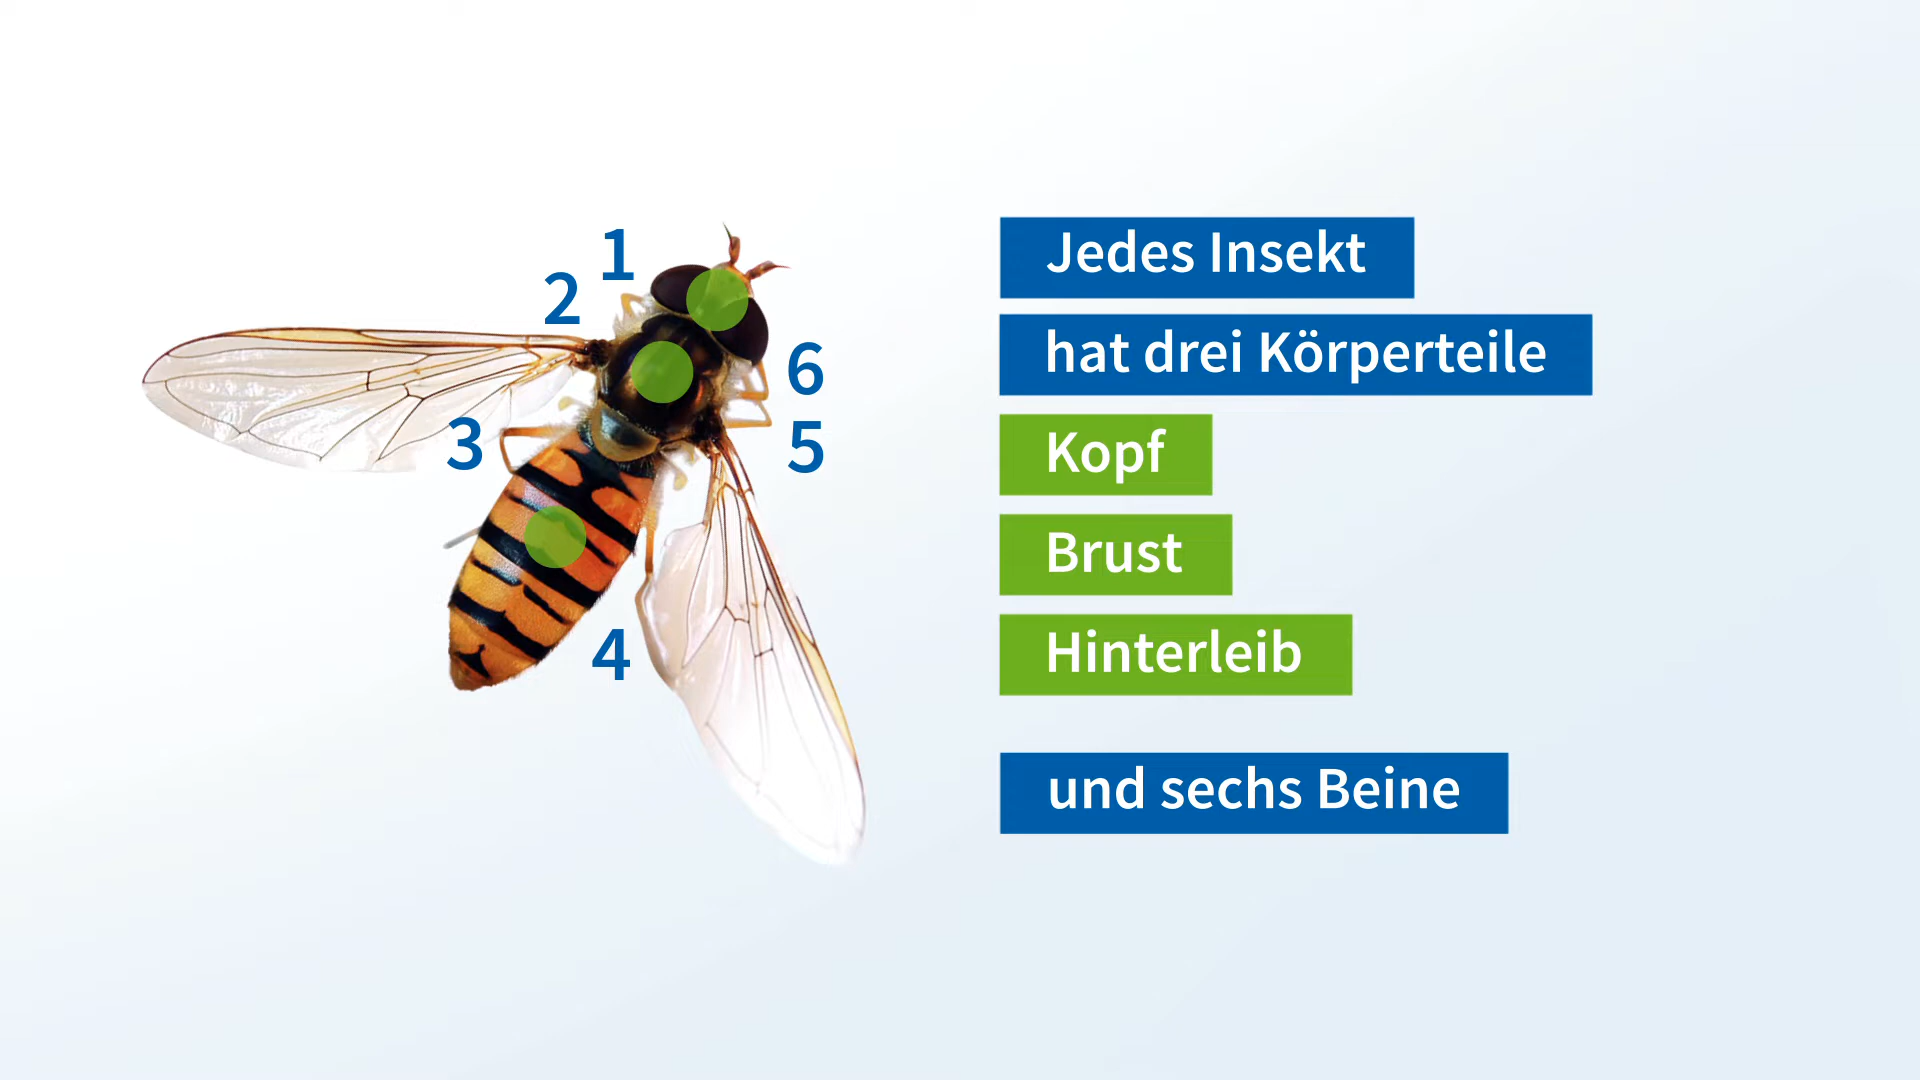 1
2
3
4
5
6
Jedes Insekt
hat drei Körperteile
Kopf
Brust
Hinterleib
und sechs Beine